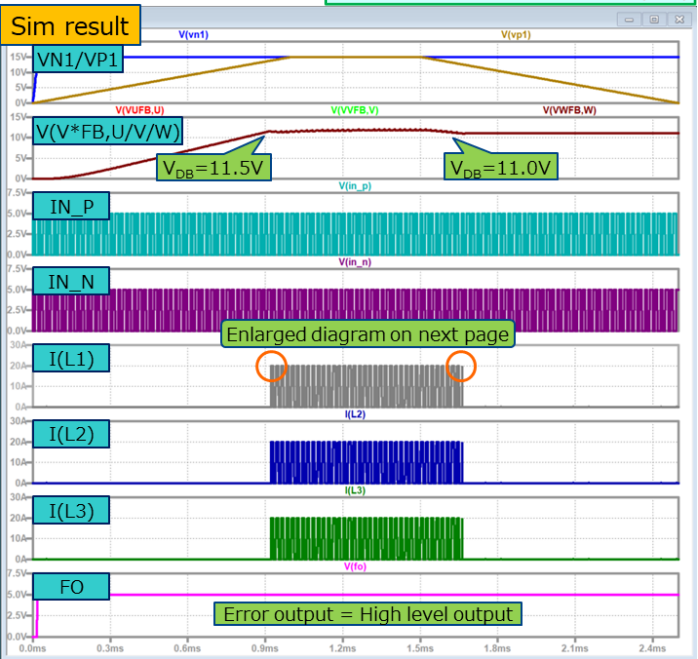 Sim result
V(vn1) V(vp1)
VN1/VP1
15V
10V
5V
0V
V(VUFB,U) V(VVFB,V) V(VWFB,W)
V(V*FB,U/V/W)
15V
10V
5V
0V
VDB=11.5V
VDB=11.0V
V(in_p)
IN_P
7.5V
5.0V
2.5V
0.0V
V(in_n)
IN_N
7.5V
5.0V
2.5V
0.0V
Enlarged diagram on next page
I(L1)
30A
20A
10A
0A
I(L2)
I(L2)
30A
20A
10A
0A
I(L3)
I(L3)
30A
20A
10A
0A
V(fo)
FO
7.5V
5.0V
2.5V
0.0V
Error output = High level output
0.0ms 0.3ms 0.6ms 0.9ms 1.2ms 1.5ms 1.8ms 2.1ms 2.4ms